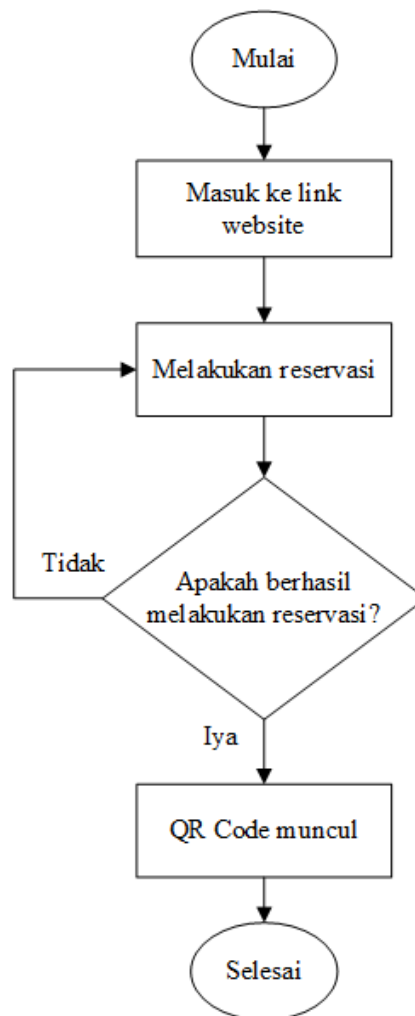 Mulai
Masuk ke link
website
Melakukan reservasi
Tidak
Apakah berhasil
melakukan reservasi?
Iya
QR Code muncul
Selesai